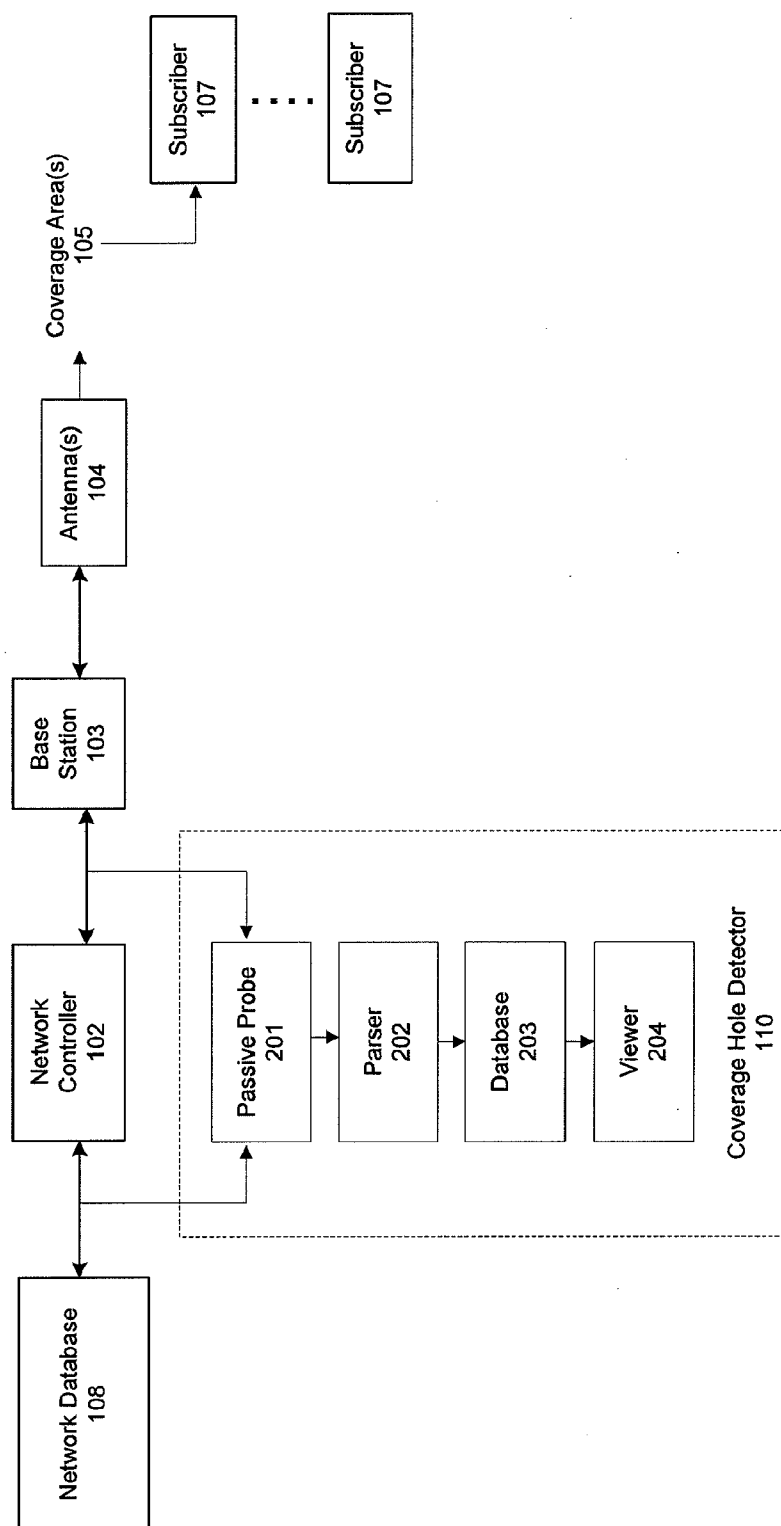 Network Database
108
Network
Controller
102
Base
Station
103
Antenna(s)
104
Coverage Area(s)
105
Subscriber
107
Subscriber
107
Passive Probe
201
Parser
202
Database
203
Viewer
204
Coverage Hole Detector
110